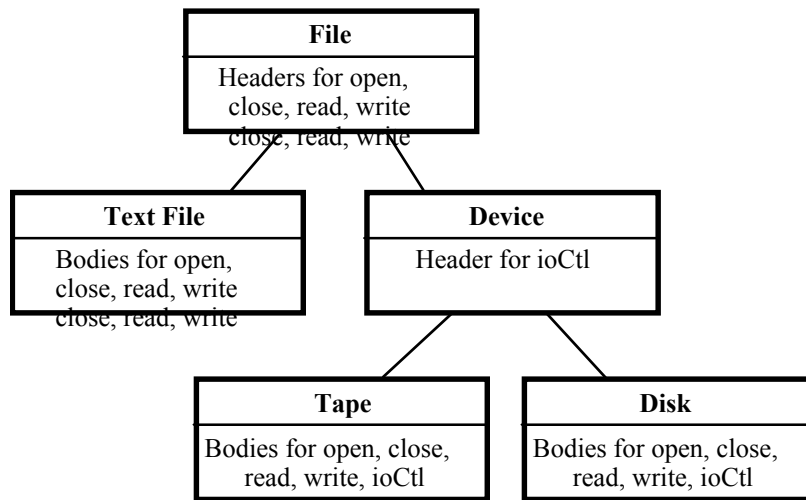 File
Headers for open,
close, read, write
close, read, write
Text File
Bodies for open,
close, read, write
close, read, write
Device
Header for ioCtl
Tape
Bodies for open, close,
read, write, ioCtl
Disk
Bodies for open, close,
read, write, ioCtl